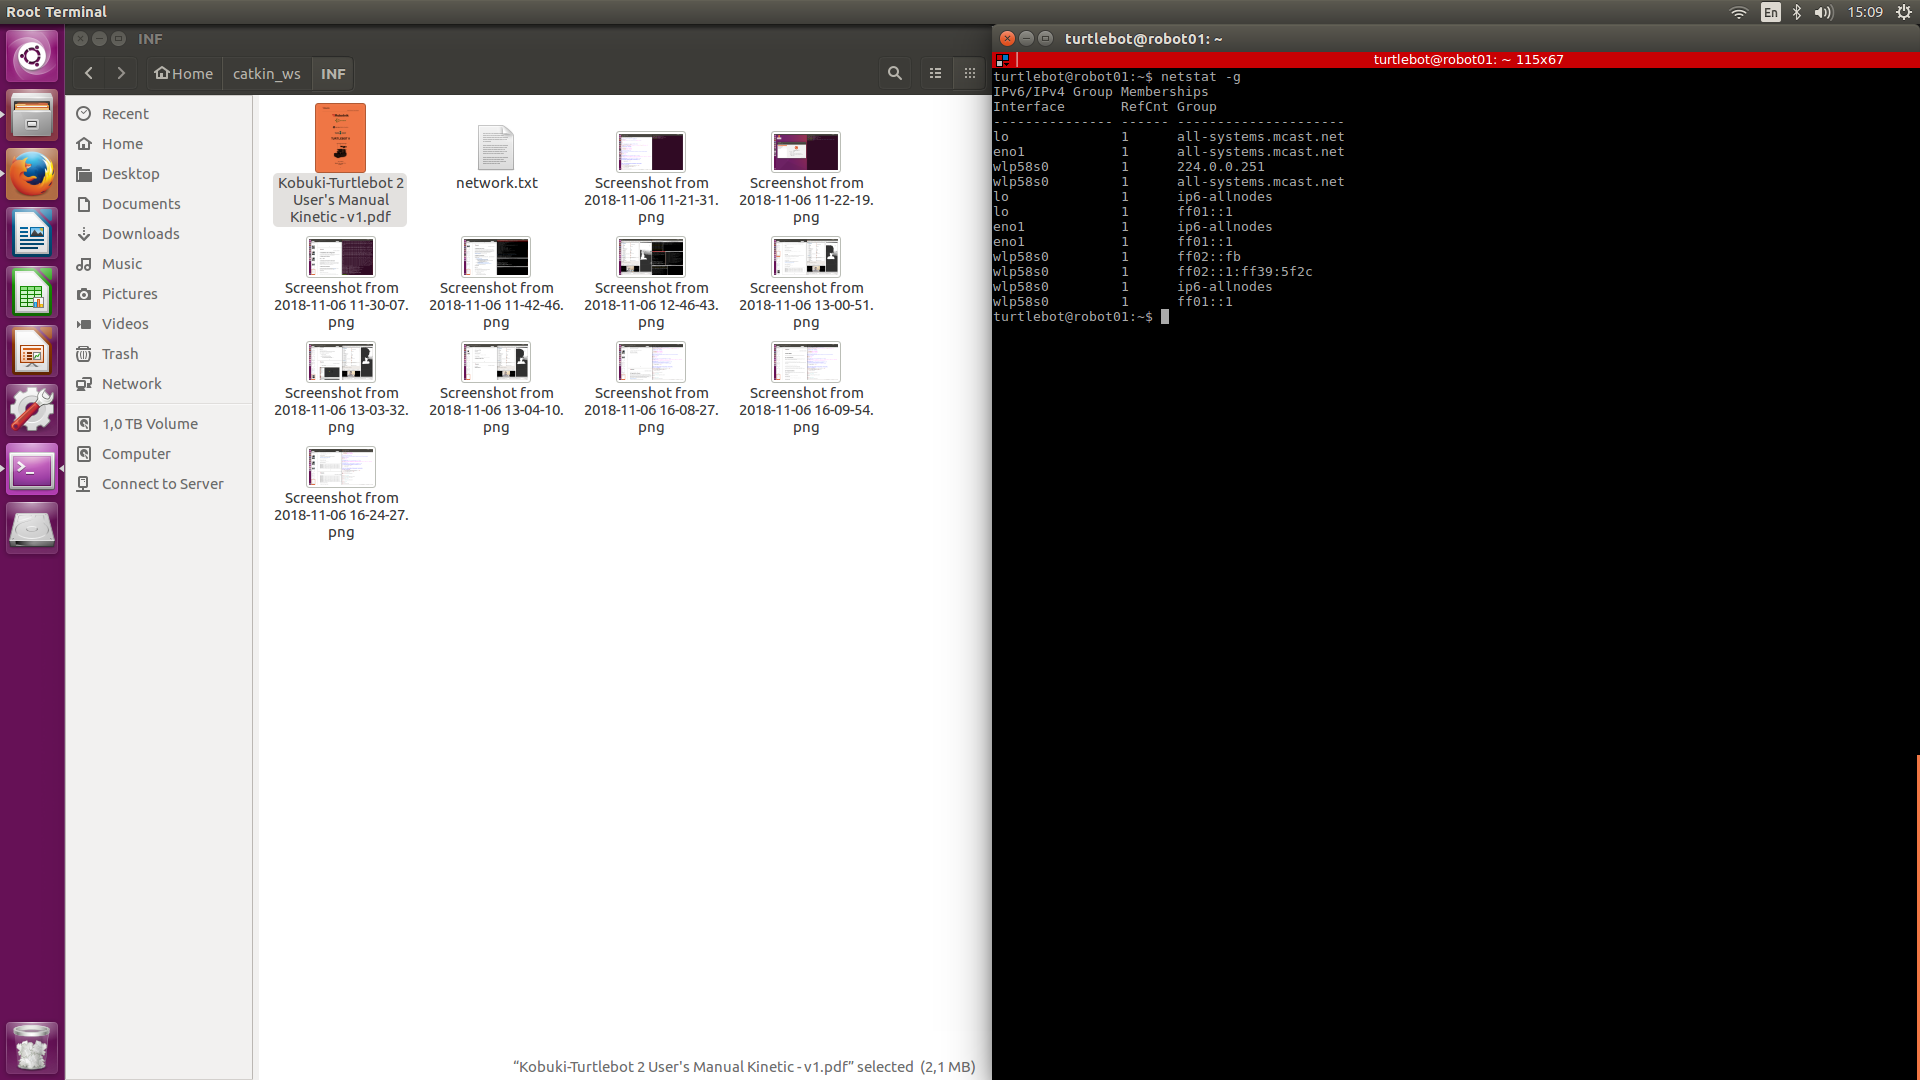 Root Terminal
En
15:09
INF
Home
catkin_ws
INF
Recent
Home
Desktop
Documents
Downloads
Music
Pictures
Videos
Trash
Network
1,0 TB Volume
Computer
Connect to Server
Kobuki-Turtlebot 2
User's Manual
Kinetic - v1.pdf
network.txt
Screenshot from
2018-11-06 11-21-31.
png
Screenshot from
2018-11-06 11-22-19.
png
Screenshot from
2018-11-06 11-30-07.
png
Screenshot from
2018-11-06 11-42-46.
png
Screenshot from
2018-11-06 12-46-43.
png
Screenshot from
2018-11-06 13-00-51.
png
Screenshot from
2018-11-06 13-03-32.
png
Screenshot from
2018-11-06 13-04-10.
png
Screenshot from
2018-11-06 16-08-27.
png
Screenshot from
2018-11-06 16-09-54.
png
Screenshot from
2018-11-06 16-24-27.
png
“Kobuki-Turtlebot 2 User's Manual Kinetic - v1.pdf” selected (2,1 MB)
turtlebot@robot01: ~
turtlebot@robot01: ~ 115x67
turtlebot@robot01:~$ netstat -g
IPv6/IPv4 Group Memberships
Interface       RefCnt Group
--------------- ------ ---------------------
lo              1      all-systems.mcast.net
eno1            1      all-systems.mcast.net
wlp58s0         1      224.0.0.251
wlp58s0         1      all-systems.mcast.net
lo              1      ip6-allnodes
lo              1      ff01::1
eno1            1      ip6-allnodes
eno1            1      ff01::1
wlp58s0         1      ff02::fb
wlp58s0         1      ff02::1:ff39:5f2c
wlp58s0         1      ip6-allnodes
wlp58s0         1      ff01::1
turtlebot@robot01:~$